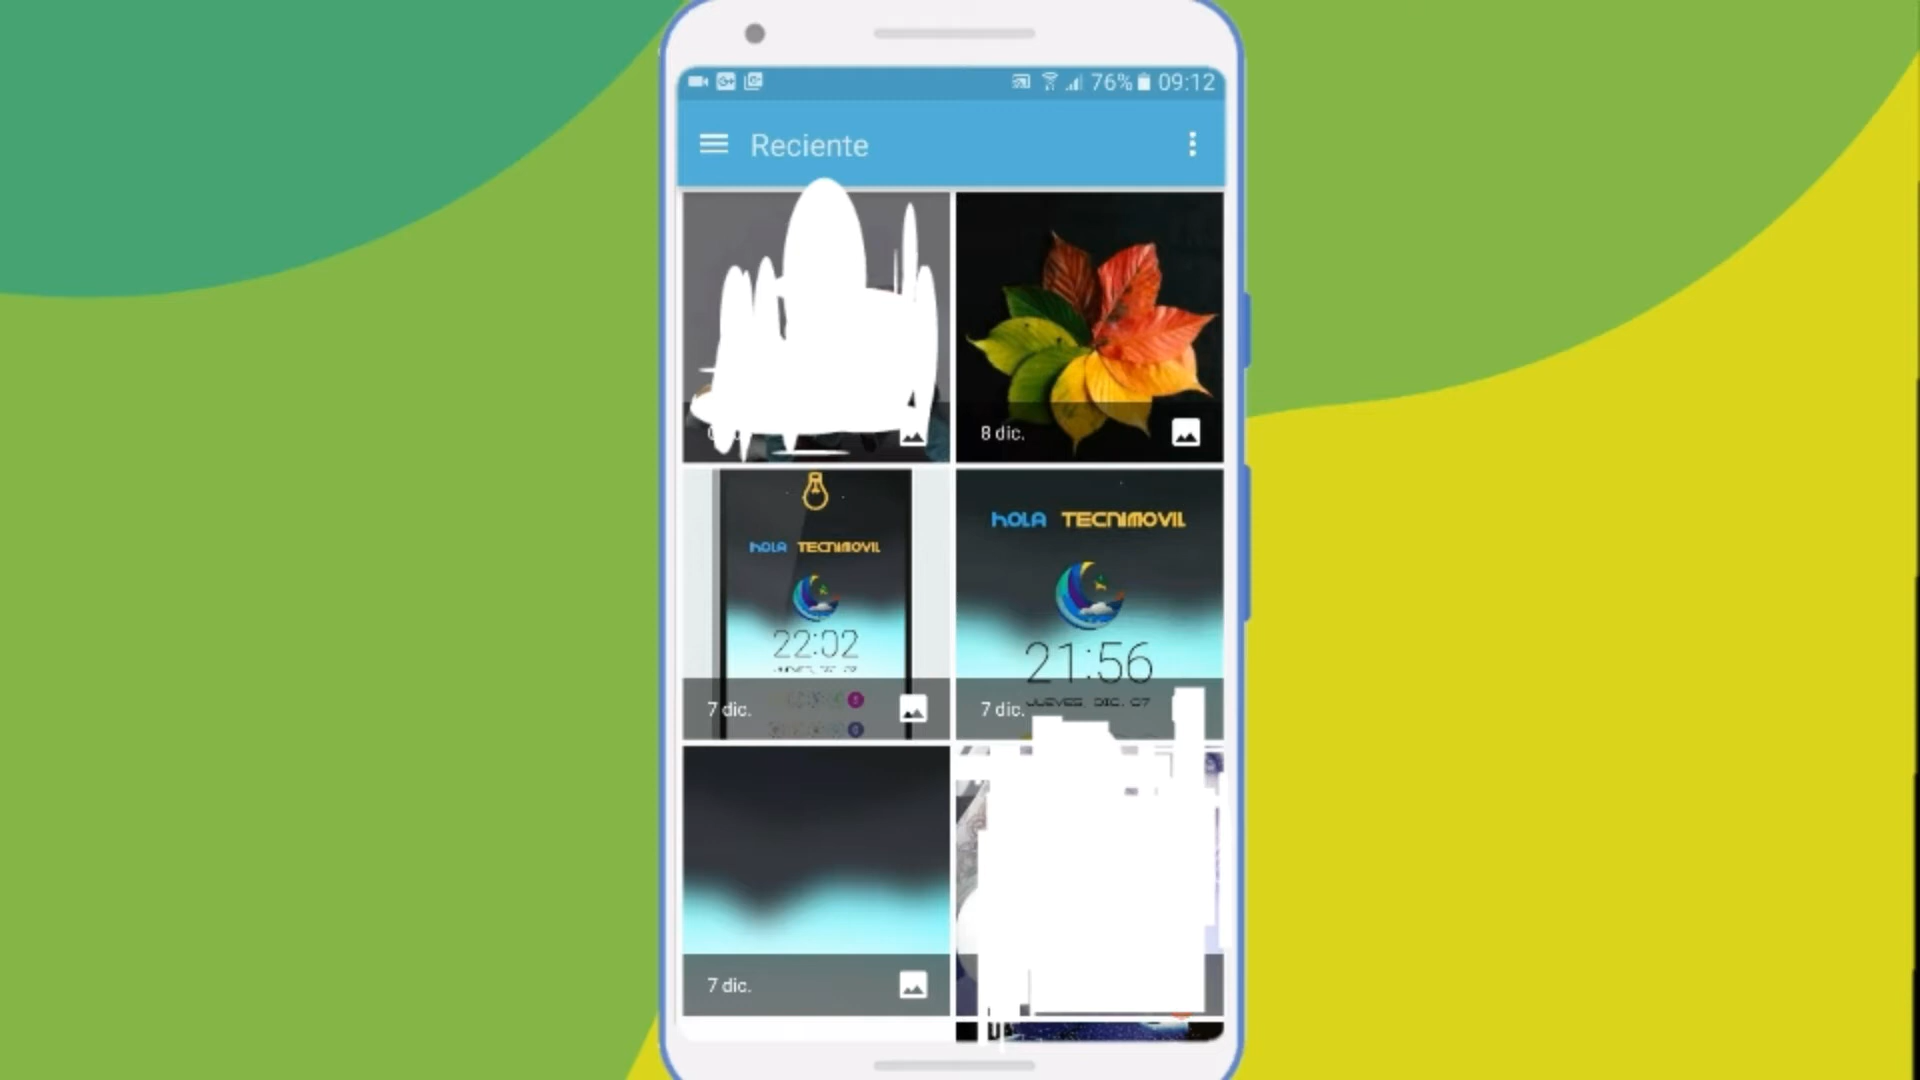 76% 09:12
Reciente
8 dic.
hOLA TECNIMOVIL
22:02
7 dic.
hOLA TECNIMOVIL
21:56
JUEVES, DIC. 07
7 dic.
7 dic.